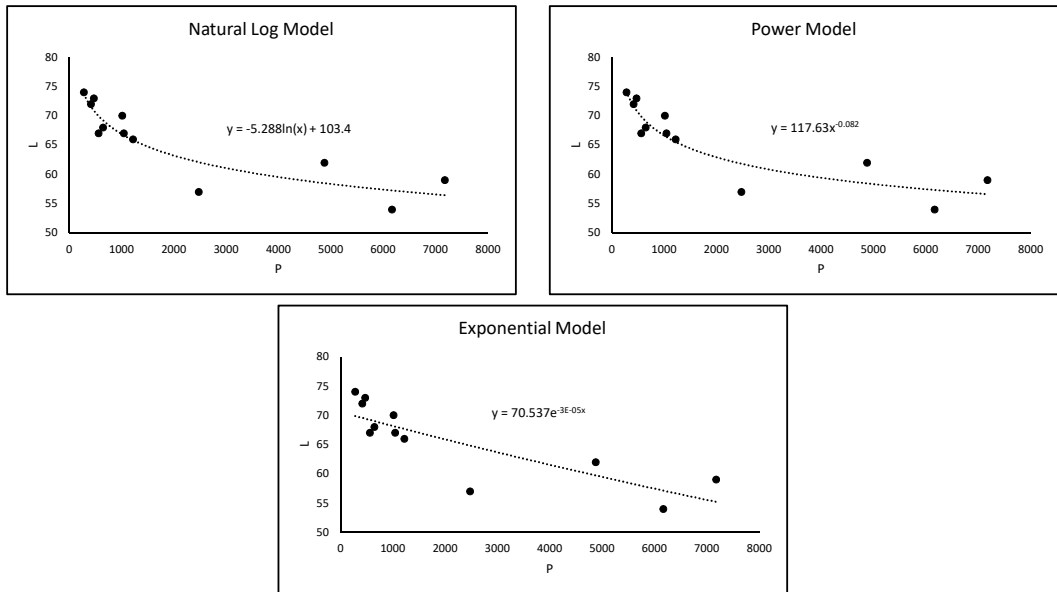 Natural Log Model
80
75
70
65
60
55
50
L
y = -5.288ln(x) + 103.4
0 1000 2000 3000 4000 5000 6000 7000 8000
P
Power Model
80
75
70
65
60
55
50
L
y = 117.63x^-0.082
0 1000 2000 3000 4000 5000 6000 7000 8000
P
Exponential Model
80
75
70
65
60
55
50
L
y = 70.537e^-3E-05x
0 1000 2000 3000 4000 5000 6000 7000 8000
P